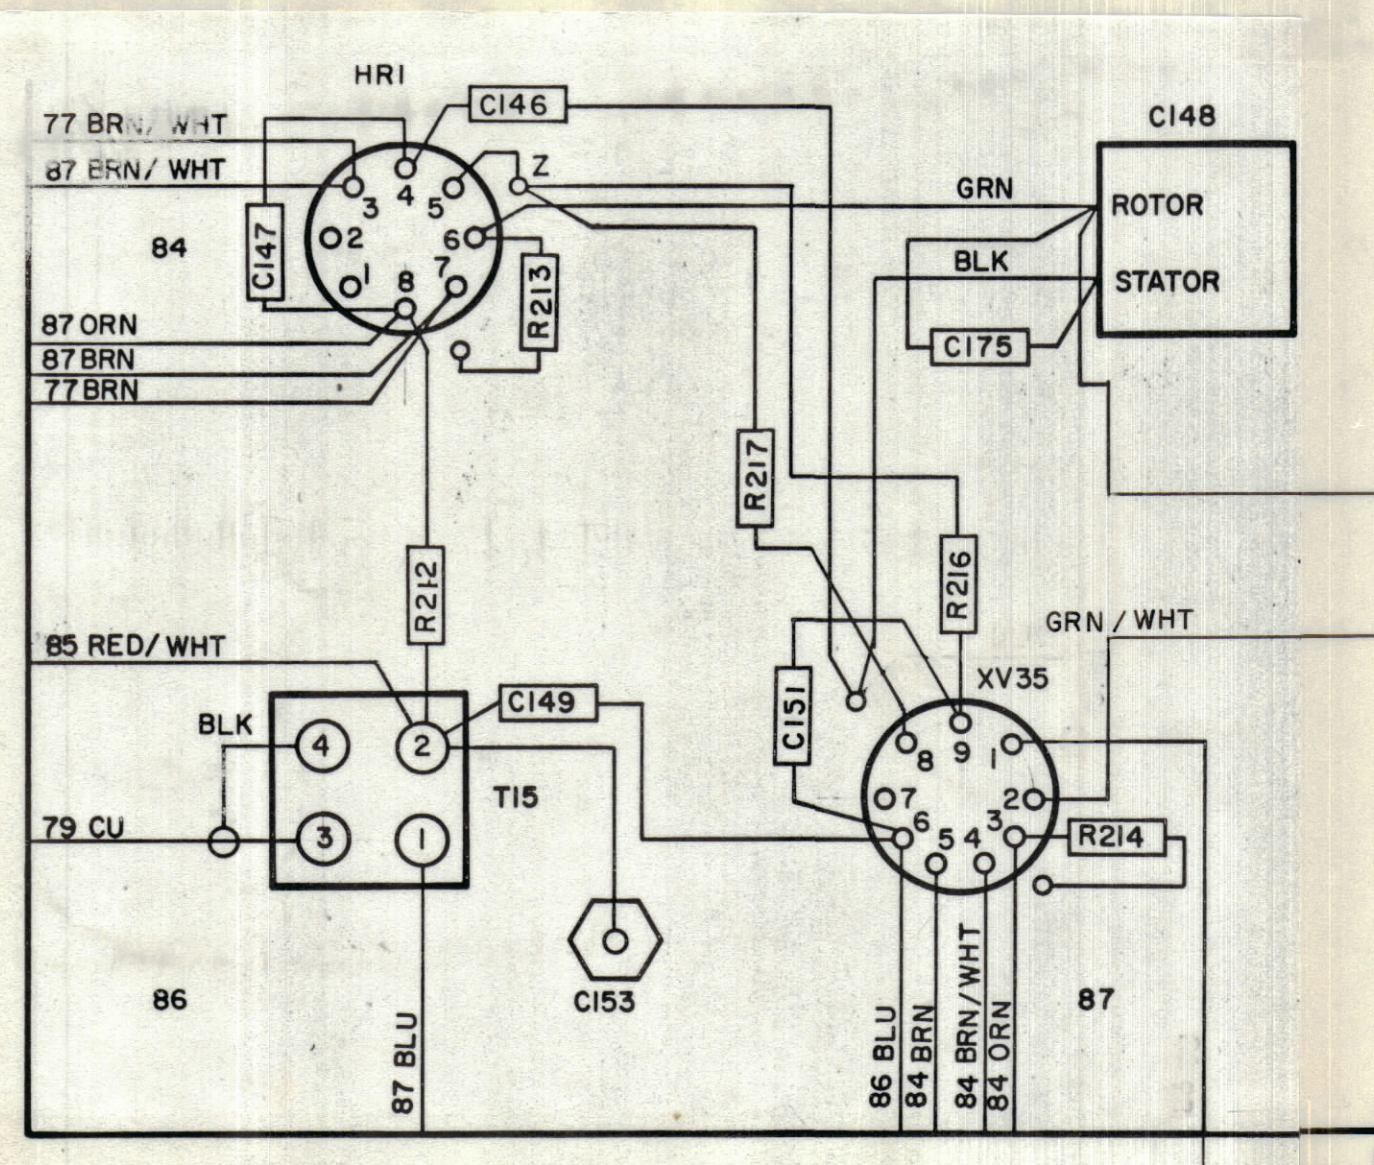 HR1
C146
C148
77 BRN/ WHT
87 BRN/ WHT
Z
GRN
ROTOR
4
3
5
2
6
84
C147
1
8
7
R213
BLK
STATOR
C175
87 ORN
87 BRN
77 BRN
R217
R212
R216
GRN / WHT
85 RED/ WHT
XV35
C149
C151
BLK
4
2
T15
79 CU
3
1
8
9
1
7
2
6
3
5
4
R214
86
C153
87
87 BLU
86 BLU
84 BRN
84 BRN/ WHT
84 ORN